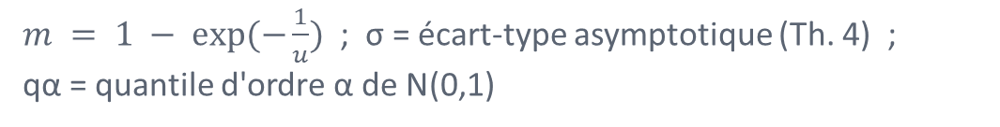 m = 1 − exp(−1/u) ; σ = écart-type asymptotique (Th. 4) ;
qα = quantile d'ordre α de N(0,1)